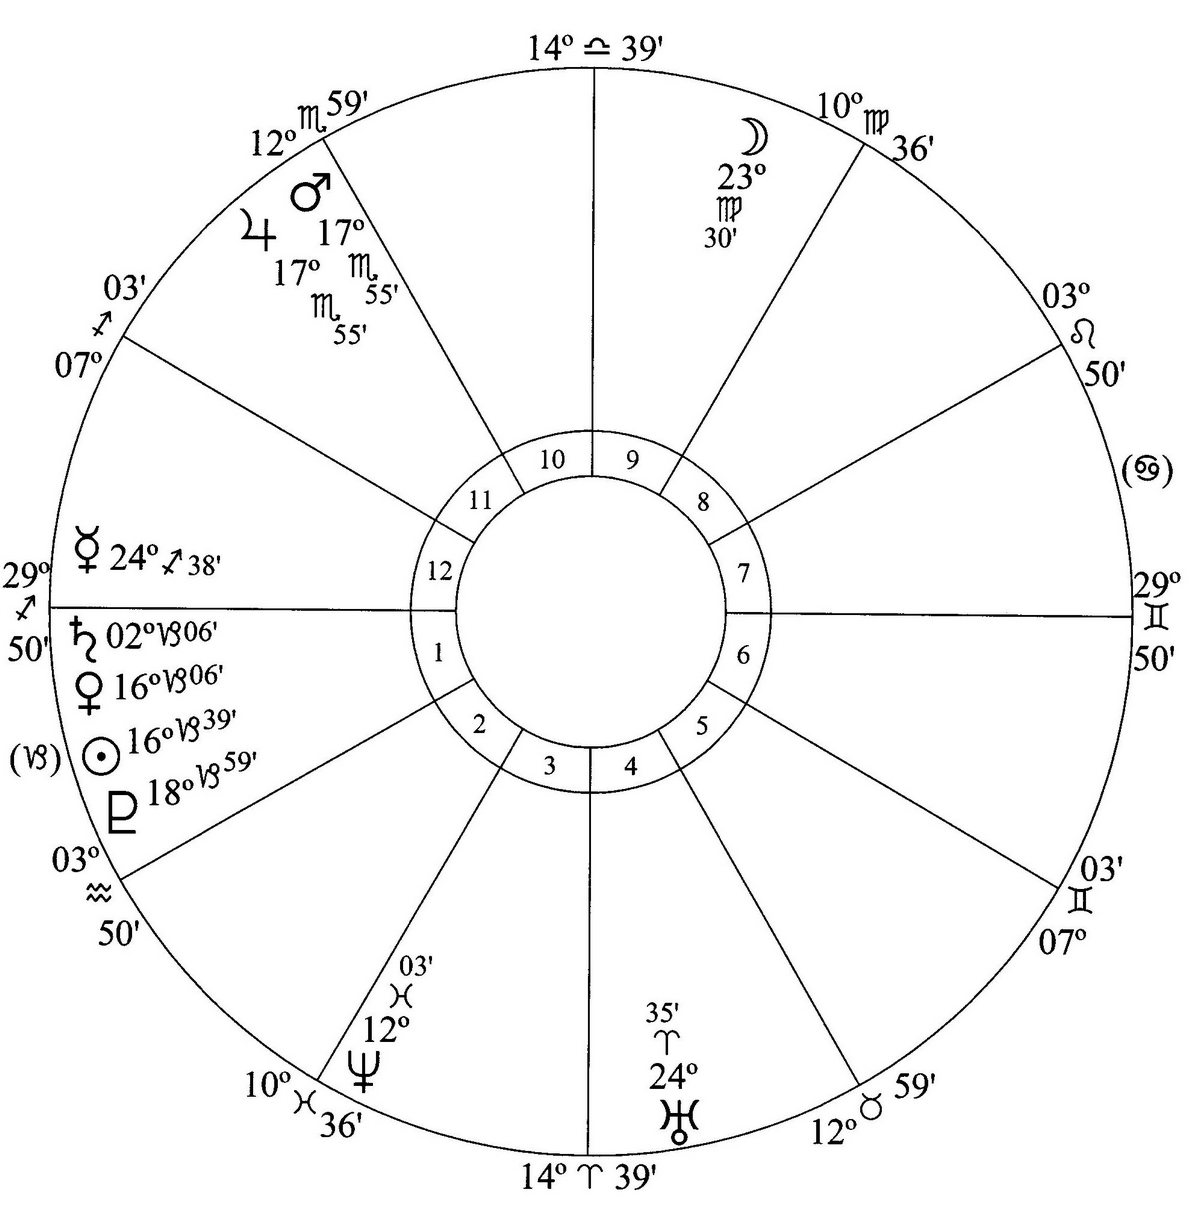 14º ♎ 39'
12º ♏ 59'
10º ♍ 36'
♂ 17º ♏ 55'
♃ 17º ♏ 55'
☽ 23º ♍ 30'
03' ♐ 07º
03º ♌ 50'
(♋)
10 9
11 8
12 7
1 6
2 5
3 4
☿ 24º ♐ 38'
29º ♐ 50'
29º ♊ 50'
♄ 02º ♑ 06'
♀ 16º ♑ 06'
☉ 16º ♑ 39'
(♑)
♇ 18º ♑ 59'
03º ♒ 50'
03' ♊ 07º
03' ♓ 12º ♆
35' ♈ 24º ♅
10º ♓ 36'
12º ♉ 59'
14º ♈ 39'